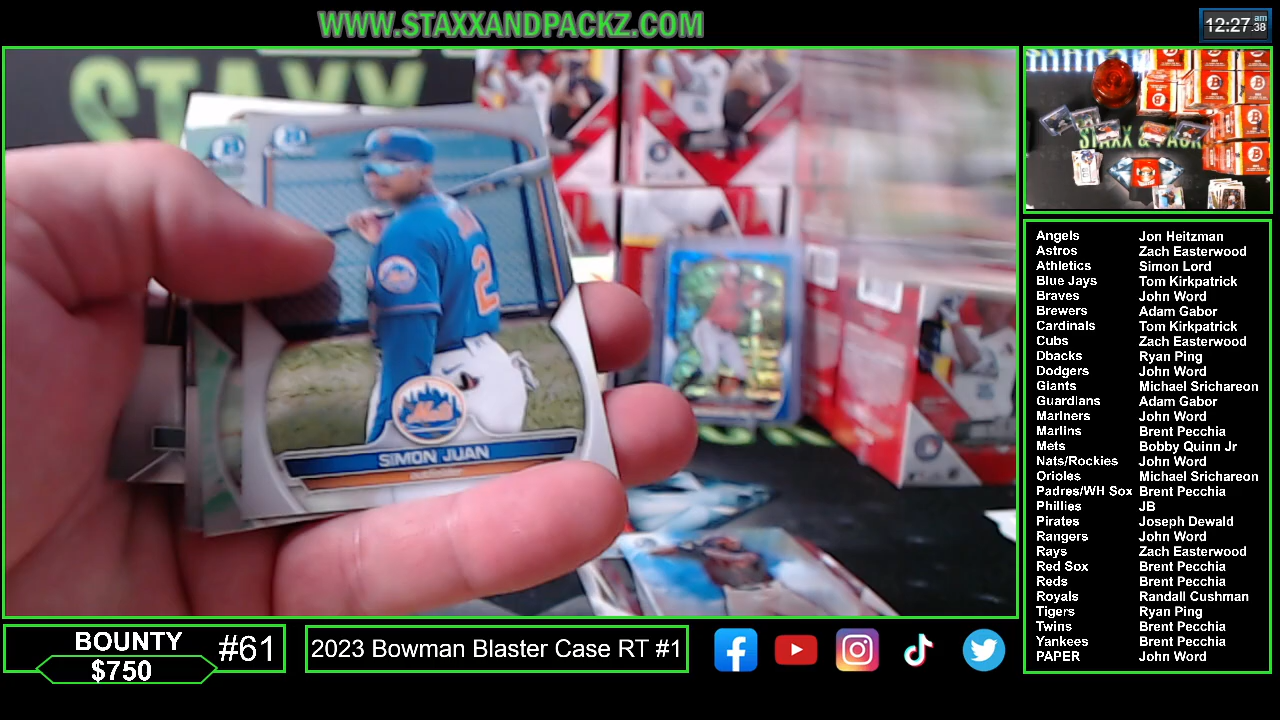 WWW.STAXXANDPACKZ.COM
12:27 am .38
STAXX
2
Mets
SIMON JUAN
STAXX & PACK
Angels Jon Heitzman
Astros Zach Easterwood
Athletics Simon Lord
Blue Jays Tom Kirkpatrick
Braves John Word
Brewers Adam Gabor
Cardinals Tom Kirkpatrick
Cubs Zach Easterwood
Dbacks Ryan Ping
Dodgers John Word
Giants Michael Srichareon
Guardians Adam Gabor
Mariners John Word
Marlins Brent Pecchia
Mets Bobby Quinn Jr
Nats/Rockies John Word
Orioles Michael Srichareon
Padres/WH Sox Brent Pecchia
Phillies JB
Pirates Joseph Dewald
Rangers John Word
Rays Zach Easterwood
Red Sox Brent Pecchia
Reds Brent Pecchia
Royals Randall Cushman
Tigers Ryan Ping
Twins Brent Pecchia
Yankees Brent Pecchia
PAPER John Word
BOUNTY
$750
#61
2023 Bowman Blaster Case RT #1